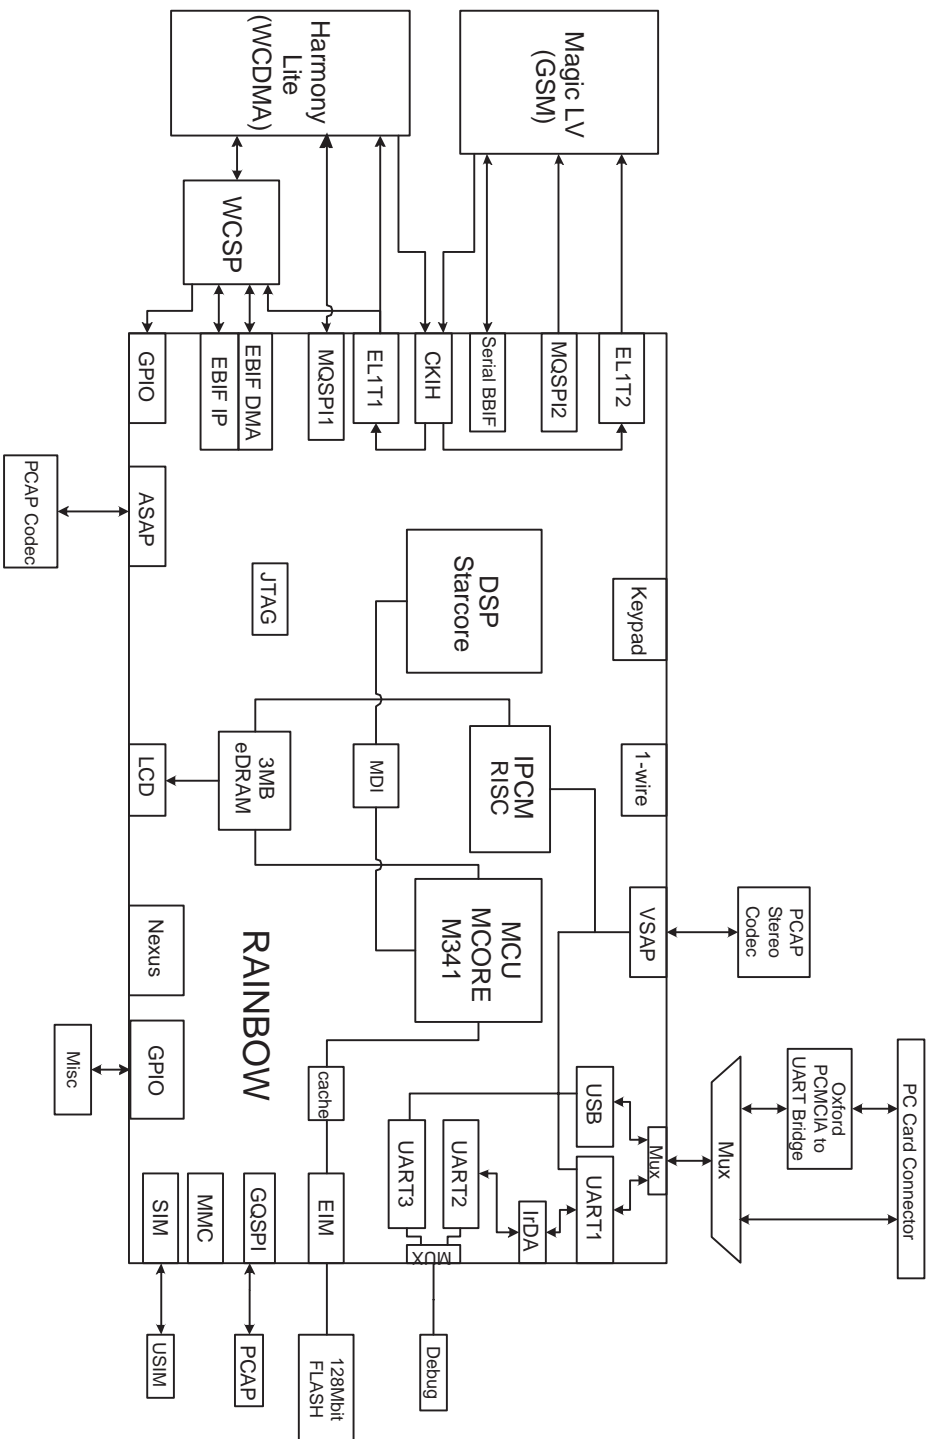 Harmony
Lite
(WCDMA)
Magic LV
(GSM)
WCSP
GPIO
EBIF IP
EBIF DMA
MQSPI1
EL1T1
CKIH
Serial BBIF
MQSPI2
EL1T2
PCAP Codec
ASAP
JTAG
DSP
Starcore
Keypad
LCD
3MB
eDRAM
MDI
IPCM
RISC
1-wire
Nexus
MCU
MCORE
M341
VSAP
PCAP
Stereo
Codec
RAINBOW
Misc
GPIO
cache
UART3
UART2
USB
Mux
Mux
Oxford
PCMCIA to
UART Bridge
PC Card Connector
SIM
MMC
GQSPI
EIM
MUX
IrDA
UART1
USIM
PCAP
128Mbit
FLASH
Debug